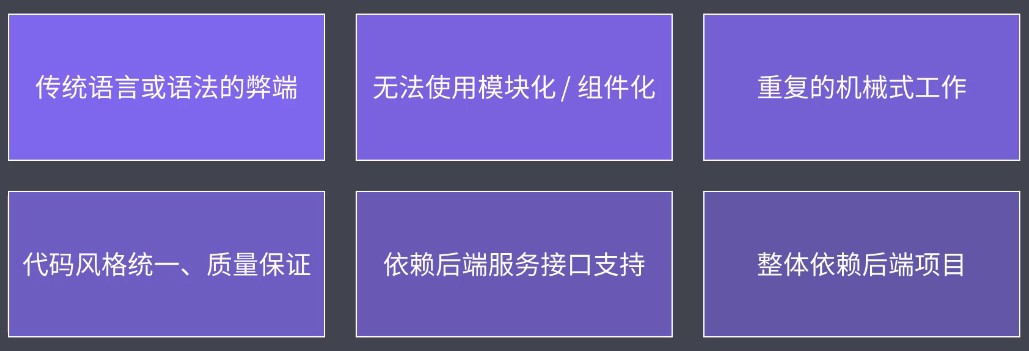 传统语言或语法的弊端
无法使用模块化 / 组件化
重复的机械式工作
代码风格统一、质量保证
依赖后端服务接口支持
整体依赖后端项目